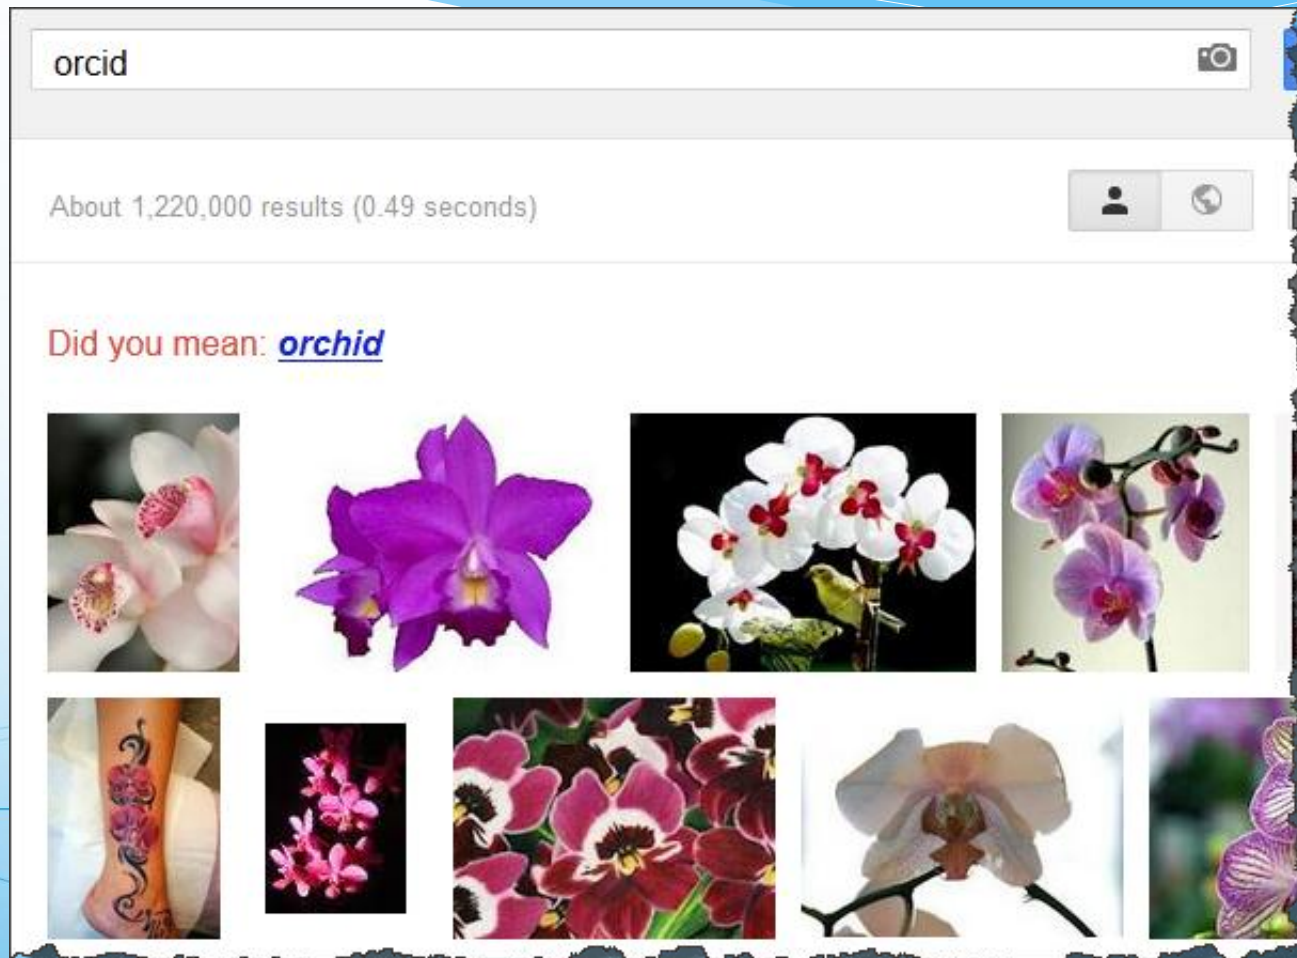 orcid
About 1,220,000 results (0.49 seconds)
Did you mean: orchid